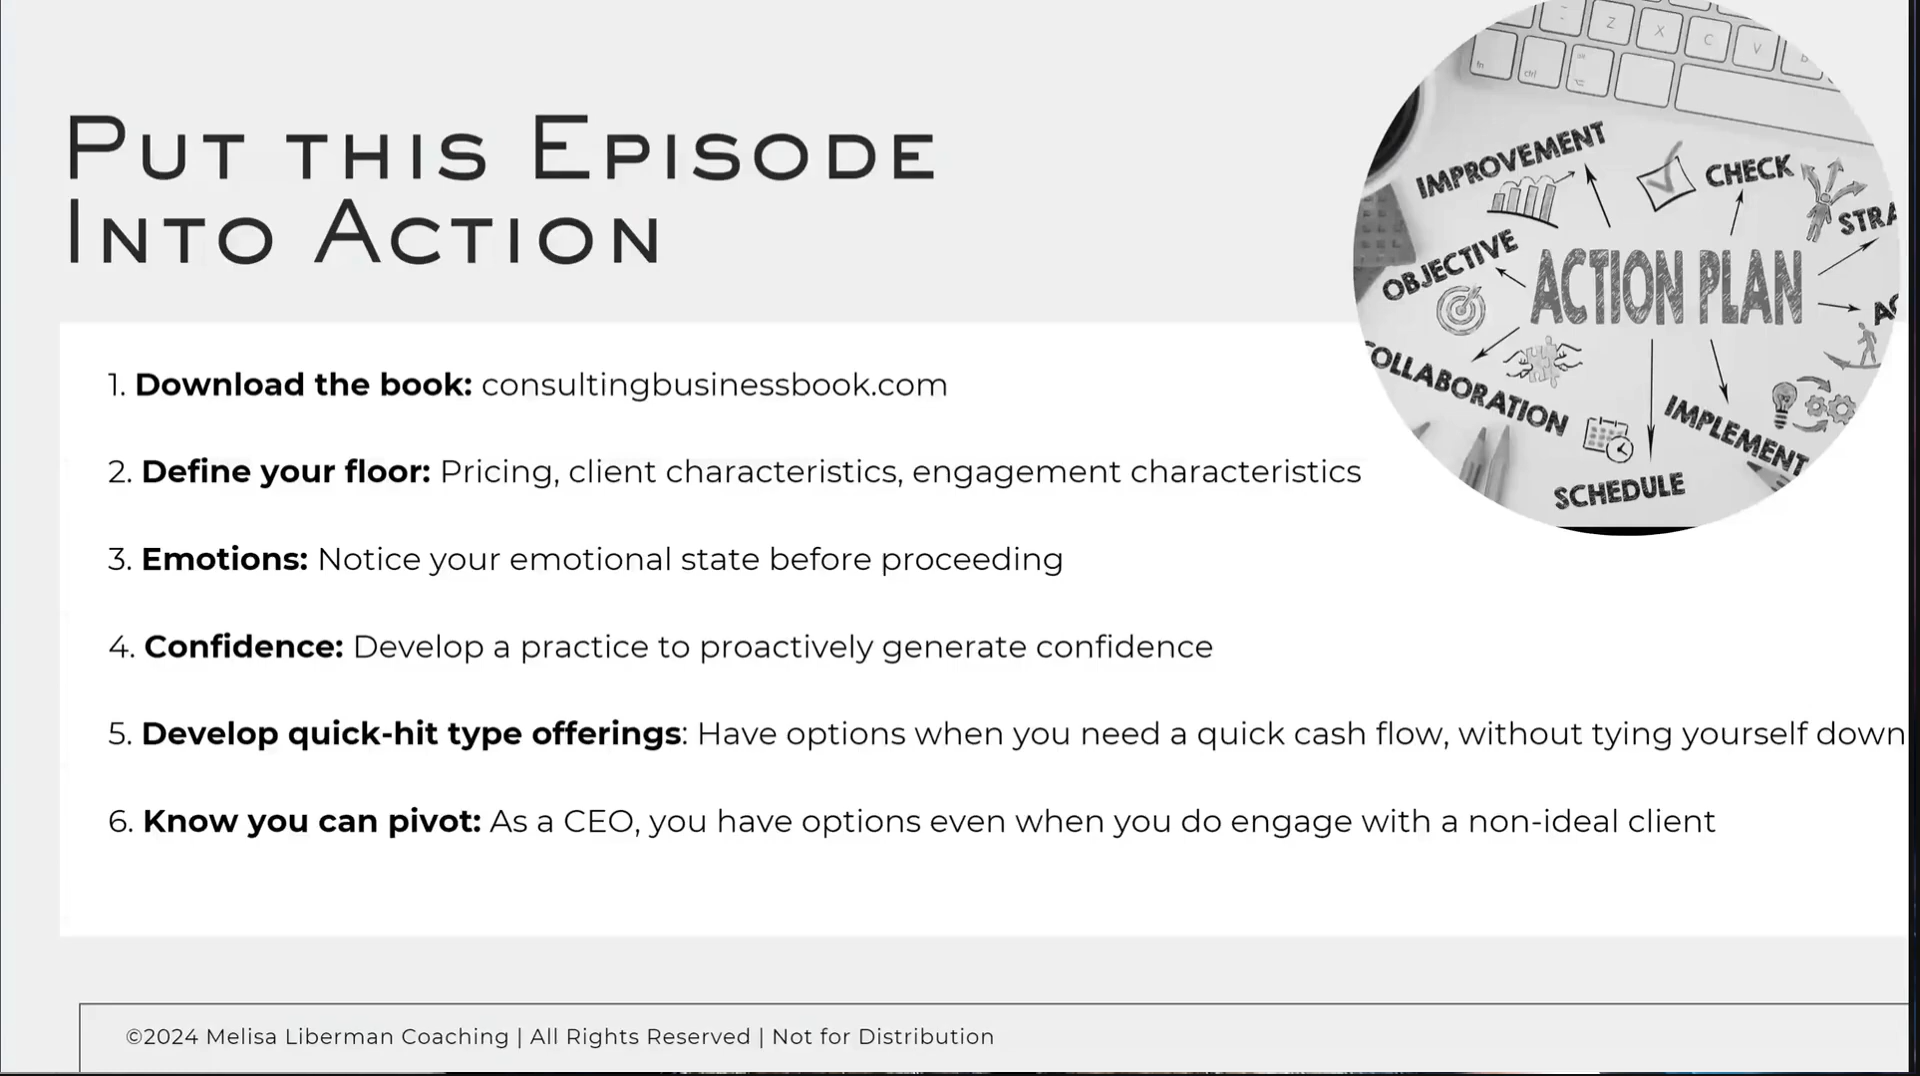 PUT THIS EPISODE
INTO ACTION
1. Download the book: consultingbusinessbook.com
2. Define your floor: Pricing, client characteristics, engagement characteristics
3. Emotions: Notice your emotional state before proceeding
4. Confidence: Develop a practice to proactively generate confidence
5. Develop quick-hit type offerings: Have options when you need a quick cash flow, without tying yourself down
6. Know you can pivot: As a CEO, you have options even when you do engage with a non-ideal client
Z X C V
fn ctrl
IMPROVEMENT
CHECK
STRA
OBJECTIVE
ACTION PLAN
OLLABORATION
IMPLEMENT
SCHEDULE
©2024 Melisa Liberman Coaching | All Rights Reserved | Not for Distribution